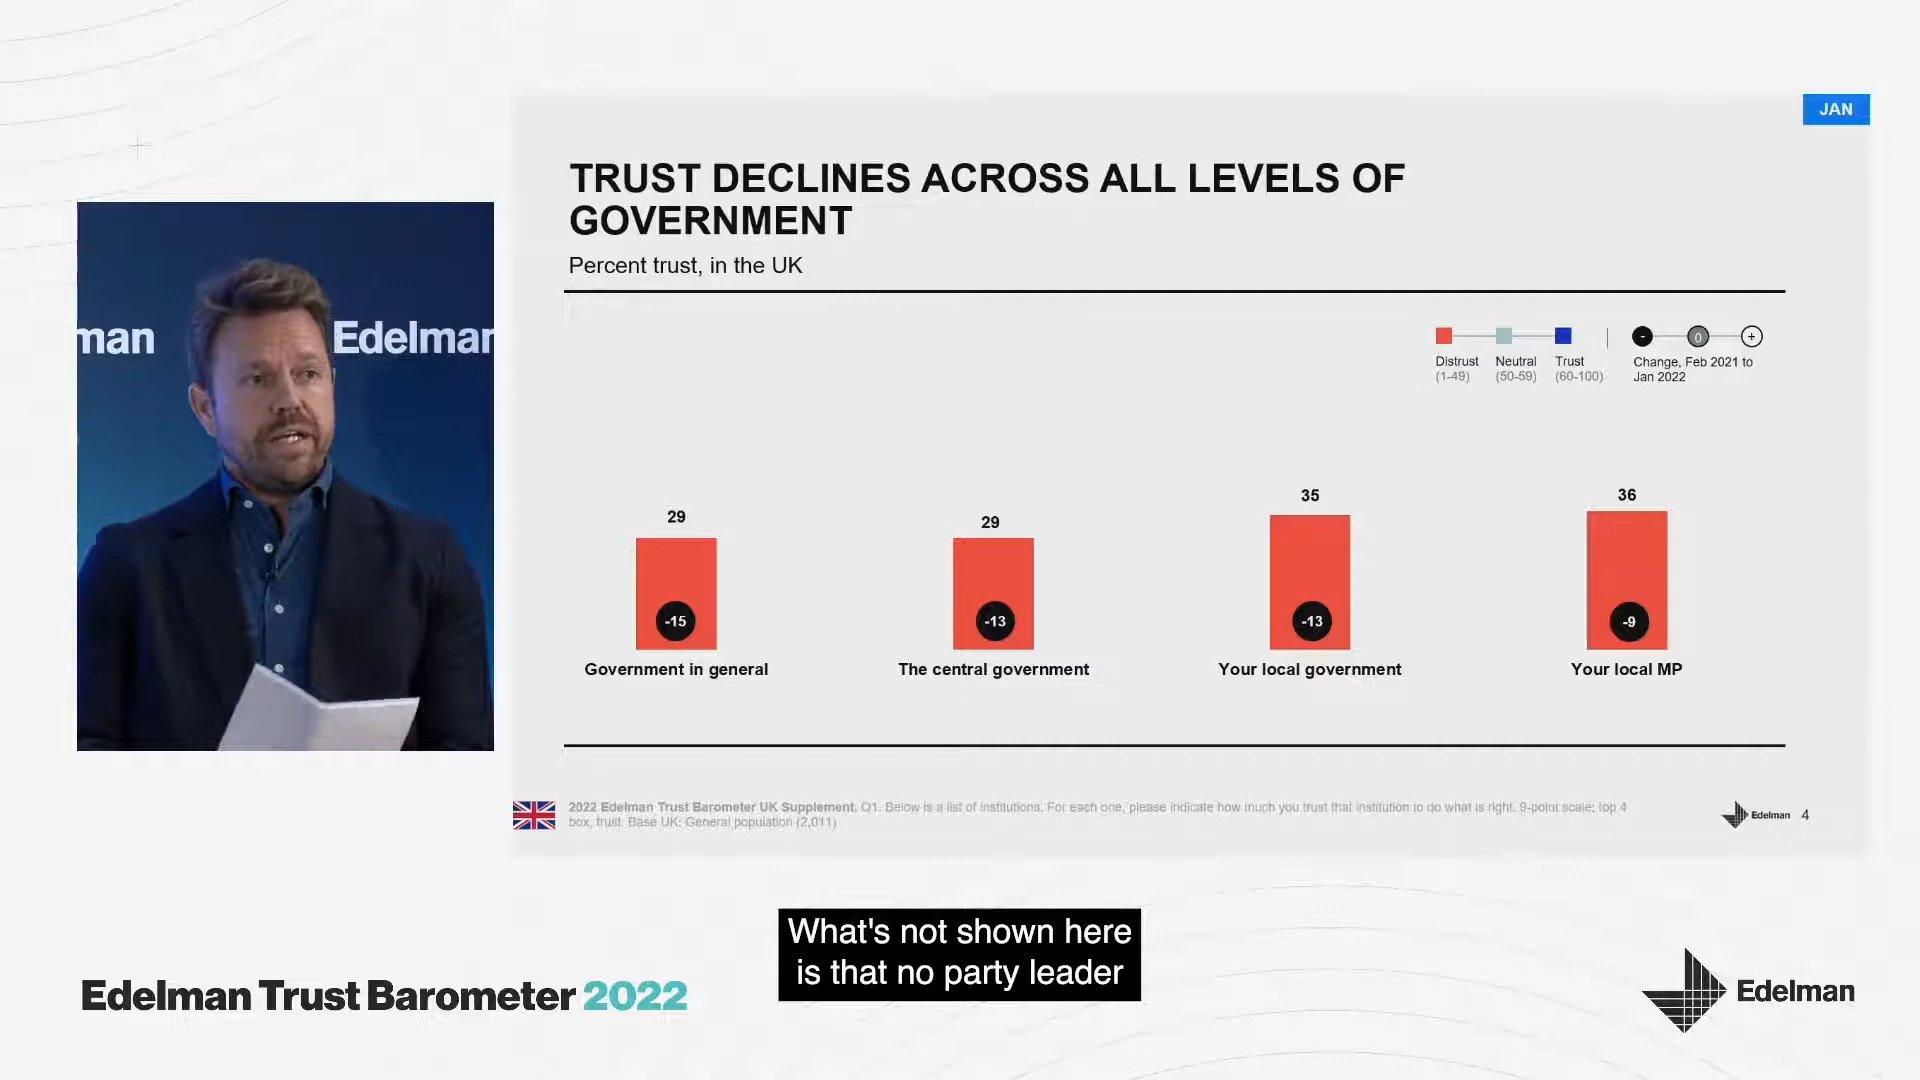 JAN
TRUST DECLINES ACROSS ALL LEVELS OF
GOVERNMENT
Percent trust, in the UK
man
Edelman
Distrust
(1-49)
Neutral
(50-59)
Trust
(60-100)
-
0
+
Change, Feb 2021 to
Jan 2022
29
29
35
36
-15
-13
-13
-9
Government in general
The central government
Your local government
Your local MP
2022 Edelman Trust Barometer UK Supplement. Q1. Below is a list of institutions. For each one, please indicate how much you trust that institution to do what is right. 9-point scale; top 4
box, trust. Base UK: General population (2,011)
Edelman 4
What's not shown here
is that no party leader
Edelman Trust Barometer 2022
Edelman